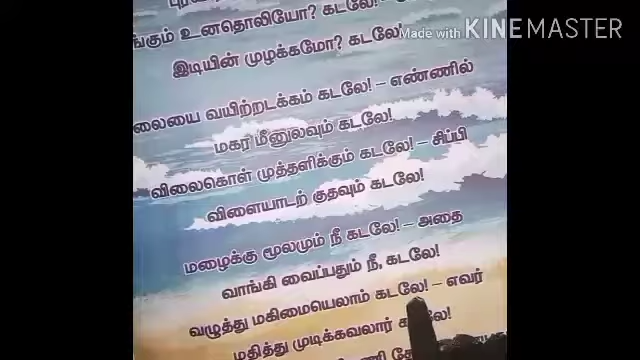 உனதொலியோ? கடலே! –
இடியின் முழக்கமோ? கடலே!
Made with KINEMASTER
வயிற்றடக்கம் கடலே! – எண்ணில்
மகர மீனுலவும் கடலே!
விலைகொள் முத்தளிக்கும் கடலே! – சிப்பி
விளையாடற் குதவும் கடலே!
மழைக்கு மூலமும் நீ கடலே! – அதை
வாங்கி வைப்பதும் நீ, கடலே!
வழுத்து மகிமையெலாம் கடலே! – எவர்
மதித்து முடிக்கவலார்